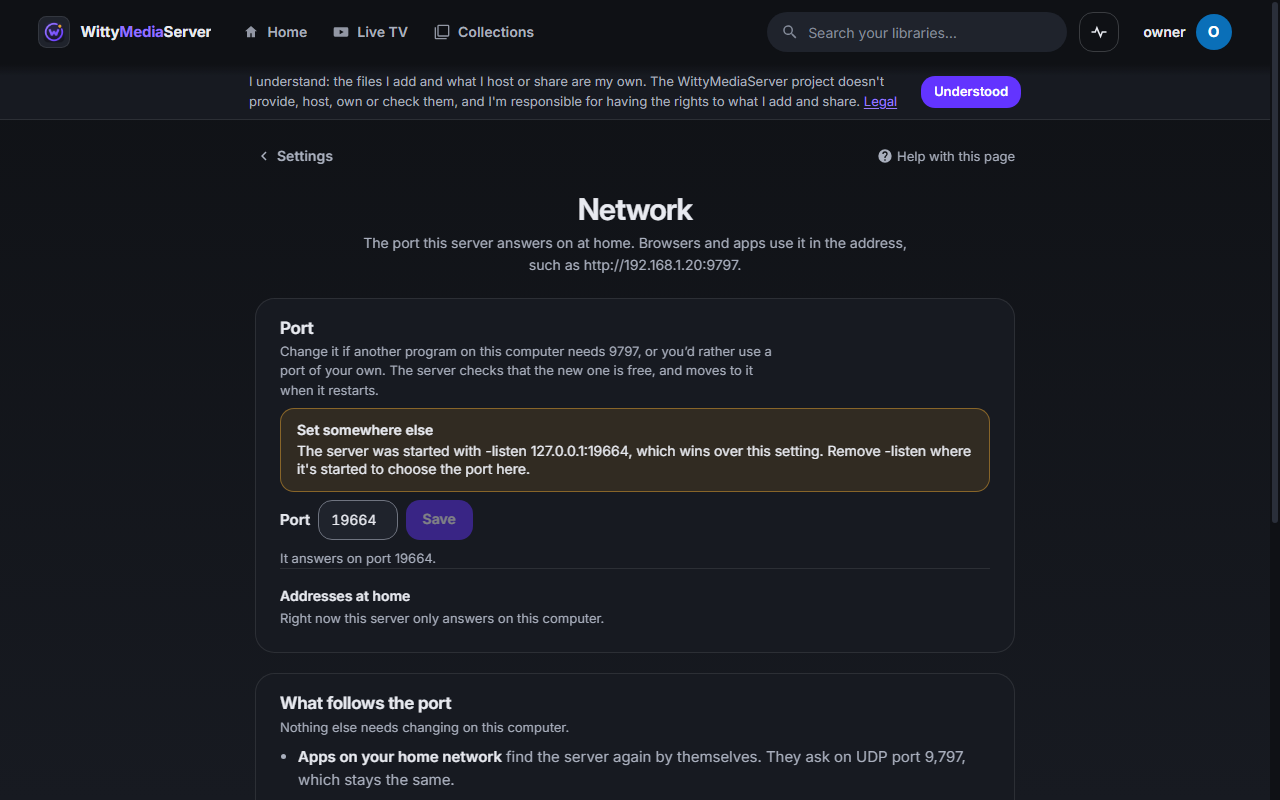 WittyMediaServer
Home
Live TV
Collections
Search your libraries...
owner
O
I understand: the files I add and what I host or share are my own. The WittyMediaServer project doesn't
provide, host, own or check them, and I'm responsible for having the rights to what I add and share. Legal
Understood
Settings
Help with this page
Network
The port this server answers on at home. Browsers and apps use it in the address,
such as http://192.168.1.20:9797.
Port
Change it if another program on this computer needs 9797, or you'd rather use a
port of your own. The server checks that the new one is free, and moves to it
when it restarts.
Set somewhere else
The server was started with -listen 127.0.0.1:19664, which wins over this setting. Remove -listen where
it's started to choose the port here.
Port
19664
Save
It answers on port 19664.
Addresses at home
Right now this server only answers on this computer.
What follows the port
Nothing else needs changing on this computer.
• Apps on your home network find the server again by themselves. They ask on UDP port 9,797,
which stays the same.